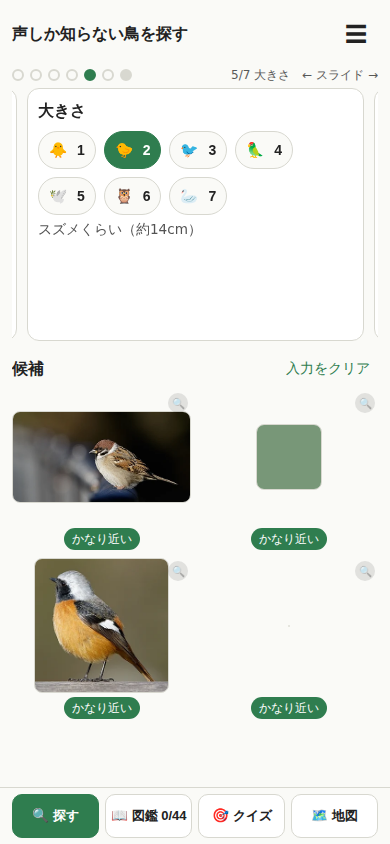 声しか知らない鳥を探す
5/7 大きさ ← スライド →
大きさ
1 2 3 4
5 6 7
スズメくらい（約14cm）
候補 入力をクリア
かなり近い かなり近い
かなり近い かなり近い
探す 図鑑 0/44 クイズ 地図